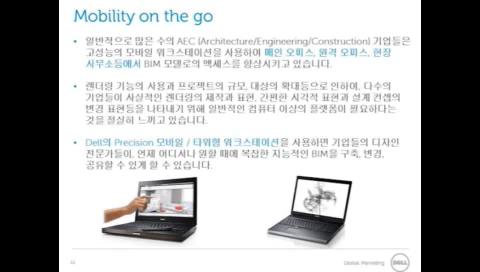 Mobility on the go
• 일반적으로 많은 수의 AEC (Architecture/Engineering/Construction) 기업들은
고성능의 모바일 워크스테이션을 사용하여 메인 오피스, 원격 오피스, 현장
사무소등에서 BIM 모델로의 액세스를 향상시키고 있습니다.
• 렌더링 기능의 사용과 프로젝트의 규모, 대상의 확대등으로 인하여, 다수의
기업들이 사실적인 렌더링의 제작과 표현, 간편한 시각적 표현과 설계 컨셉의
변경 표현등을 나타내기 위해 일반적인 컴퓨터 이상의 플랫폼이 필요하다는
것을 절실히 느끼고 있습니다.
• Dell의 Precision 모바일 / 타워형 워크스테이션을 사용하면 기업들의 디자인
전문가들이, 언제 어디서나 원할 때에 복잡한 지능적인 BIM을 구축, 변경,
공유할 수 있게 할 수 있습니다.
Global Marketing
DELL